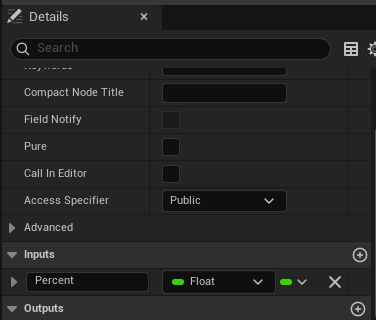 Details
Search
Compact Node Title
Field Notify
Pure
Call In Editor
Access Specifier Public
Advanced
Inputs
Percent Float
Outputs